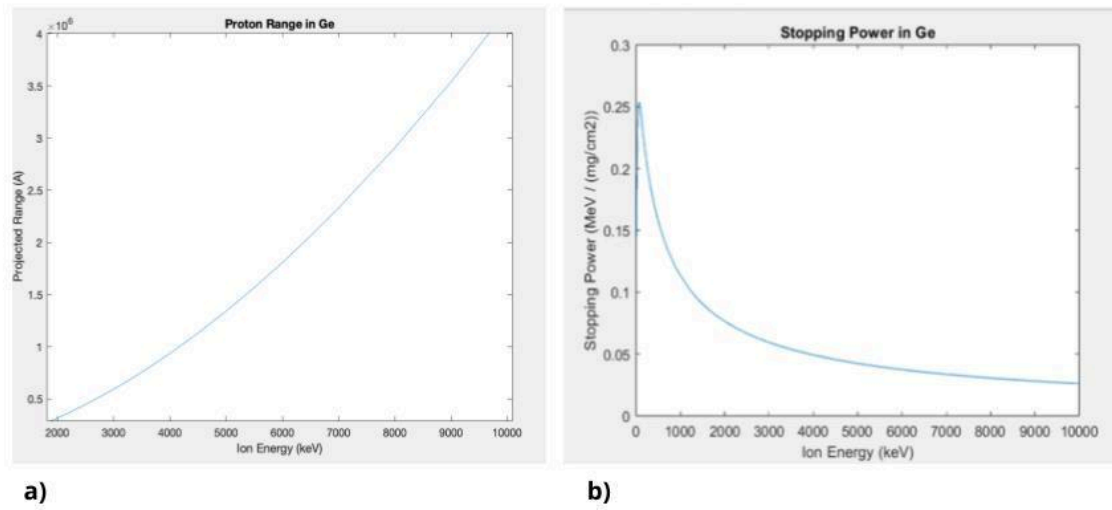 Proton Range in Ge
×10⁶
4
3.5
3
2.5
2
1.5
1
0.5
Projected Range (A)
2000 3000 4000 5000 6000 7000 8000 9000 10000
Ion Energy (keV)
a)
Stopping Power in Ge
0.3
0.25
0.2
0.15
0.1
0.05
0
Stopping Power (MeV / (mg/cm2))
0 1000 2000 3000 4000 5000 6000 7000 8000 9000 10000
Ion Energy (keV)
b)